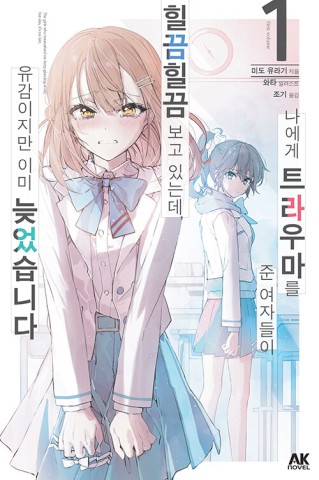 1
first volume
미도 유라기 지음
와타 일러스트
조기 옮김
나에게 트라우마를
준 여자들이
힐끔힐끔 보고 있는데,
유감이지만 이미 늦었습니다
AK
NOVEL